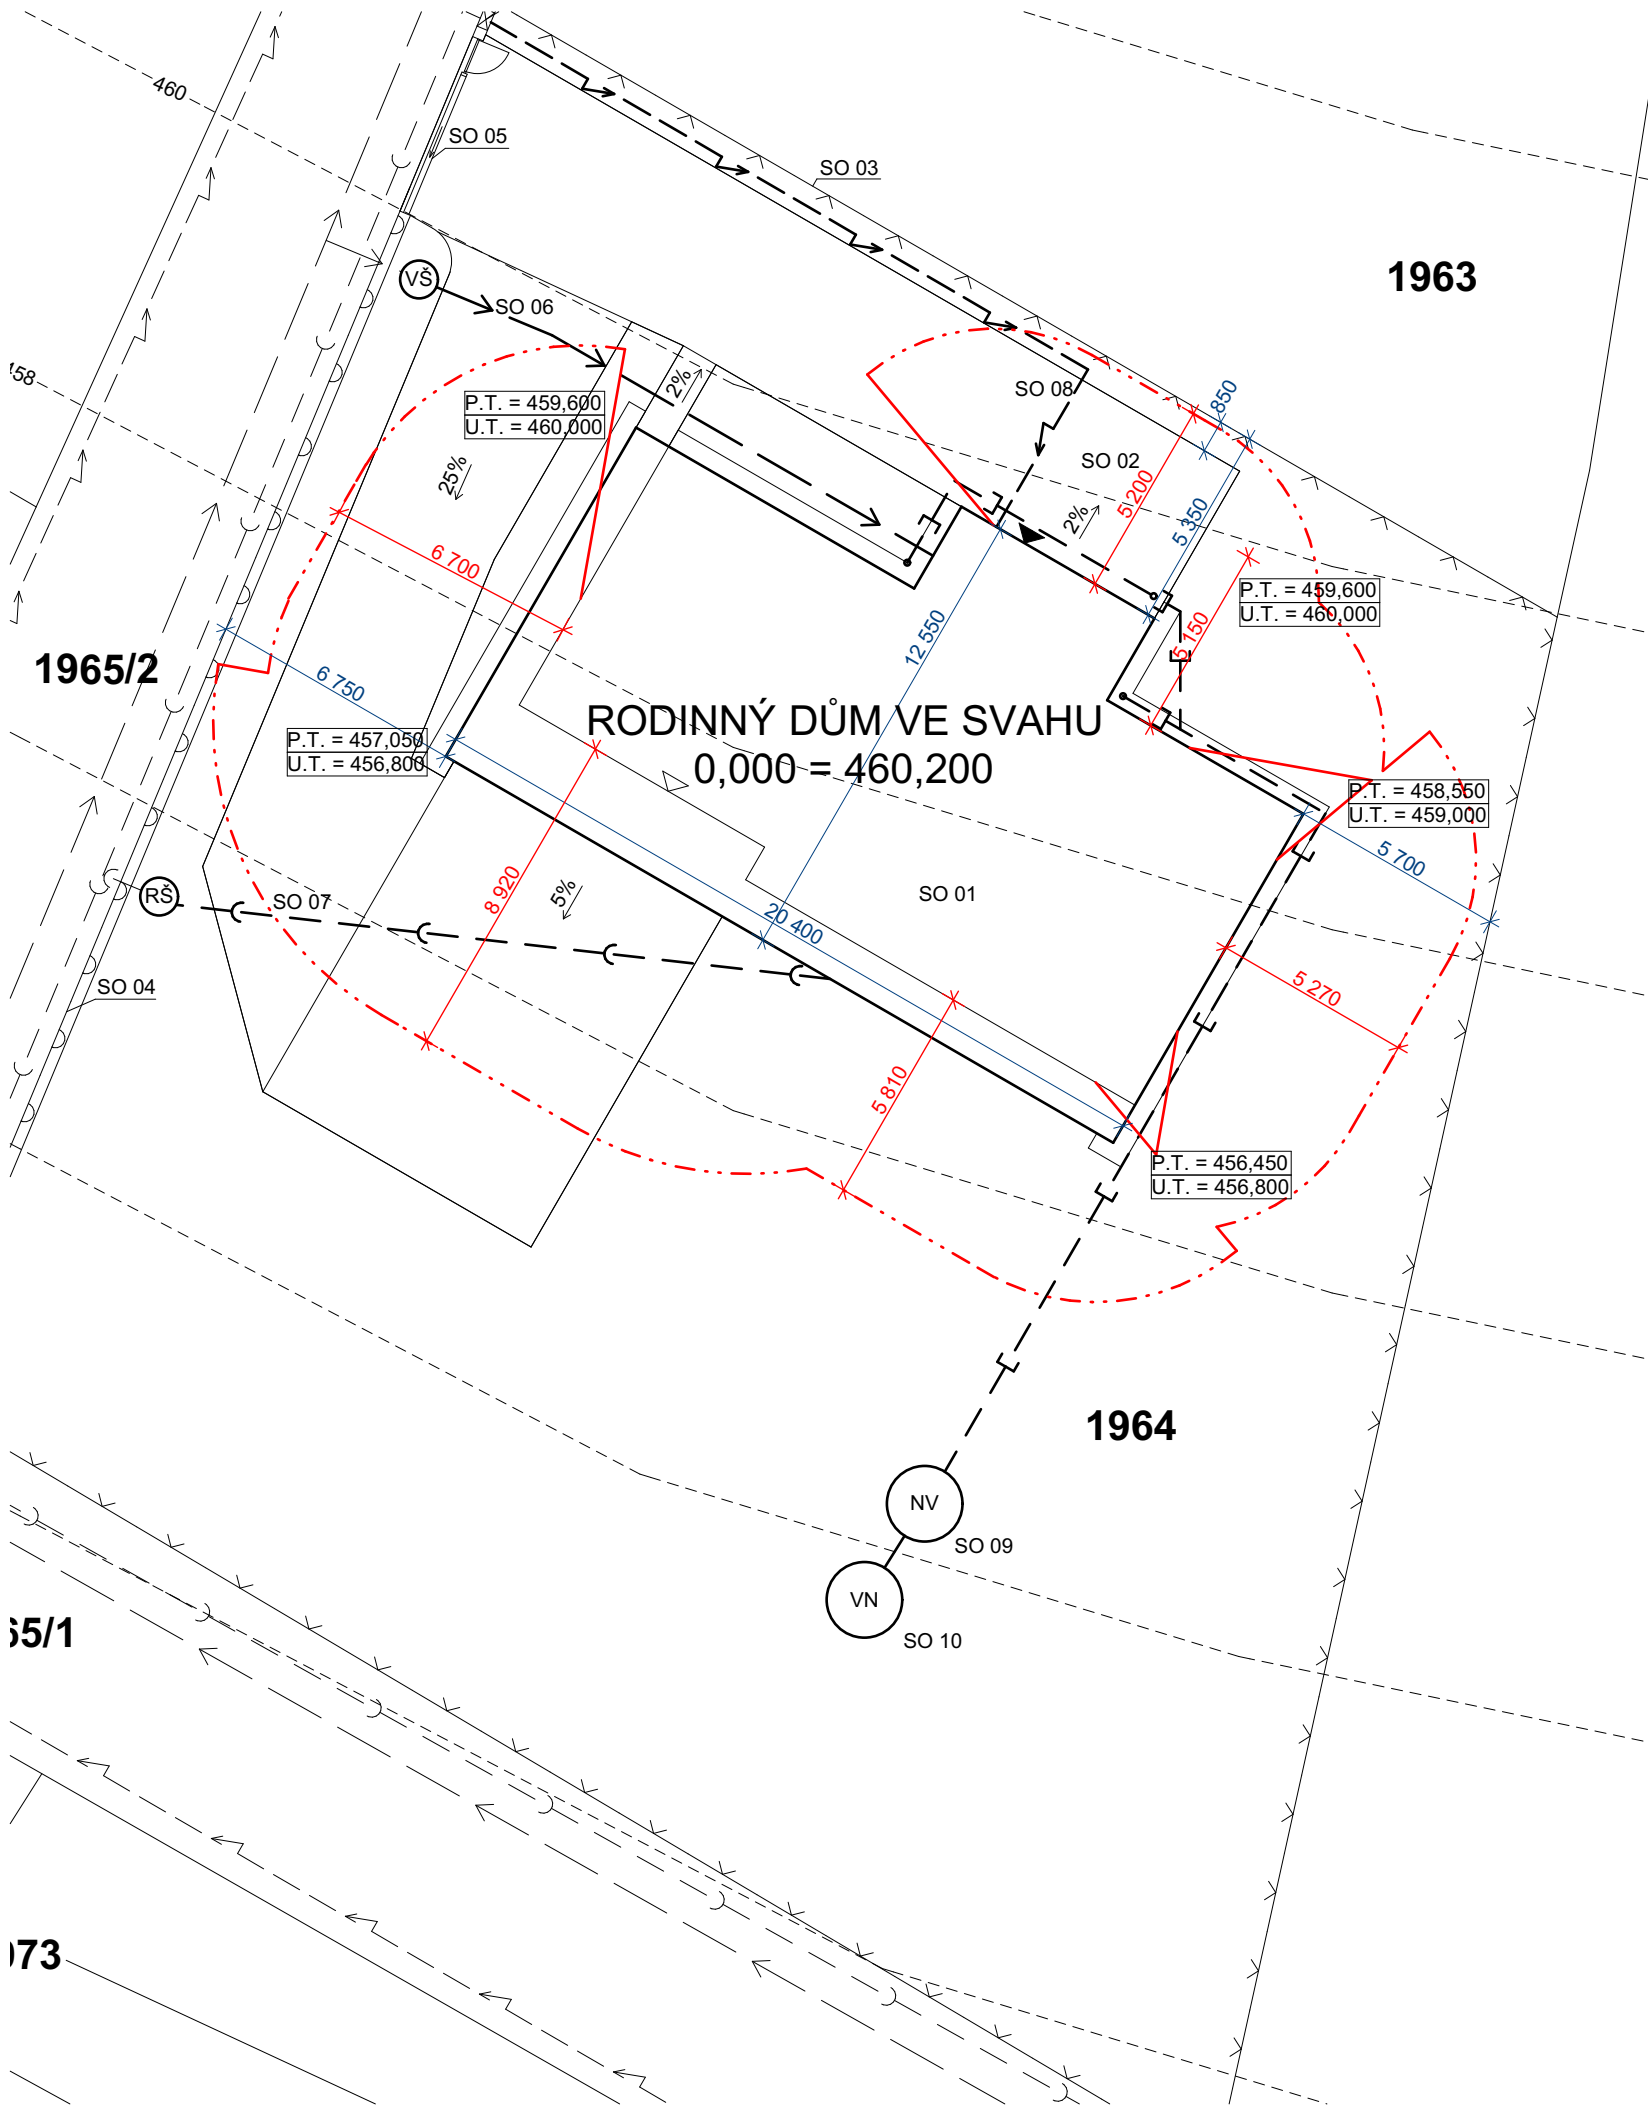 460
SO 05
SO 03
1963
VŠ
SO 06
458
P.T. = 459,600
U.T. = 460,000
2%
SO 08
850
25%
SO 02
5 200
5 350
2%
6 700
P.T. = 459,600
U.T. = 460,000
12 550
5 150
1965/2
6 750
RODINNÝ DŮM VE SVAHU
0,000 = 460,200
P.T. = 457,050
U.T. = 456,800
P.T. = 458,550
U.T. = 459,000
5 700
8 920
5%
SO 01
RŠ
SO 07
20 400
SO 04
5 270
5 810
P.T. = 456,450
U.T. = 456,800
1964
NV
SO 09
VN
SO 10
65/1
073